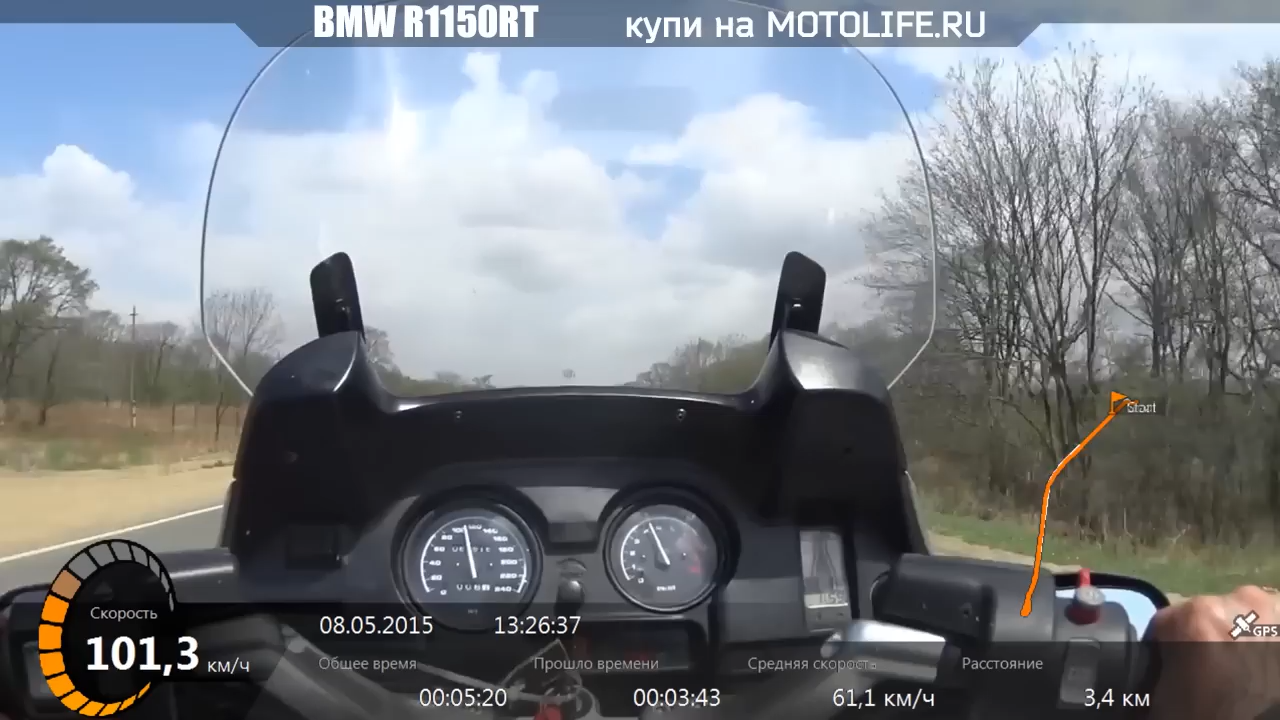 BMW R1150RT купи на MOTOLIFE.RU
Start
Скорость
101,3 км/ч
GPS
08.05.2015 13:26:37
Общее время Прошло времени Средняя скорость Расстояние
00:05:20 00:03:43 61,1 км/ч 3,4 км